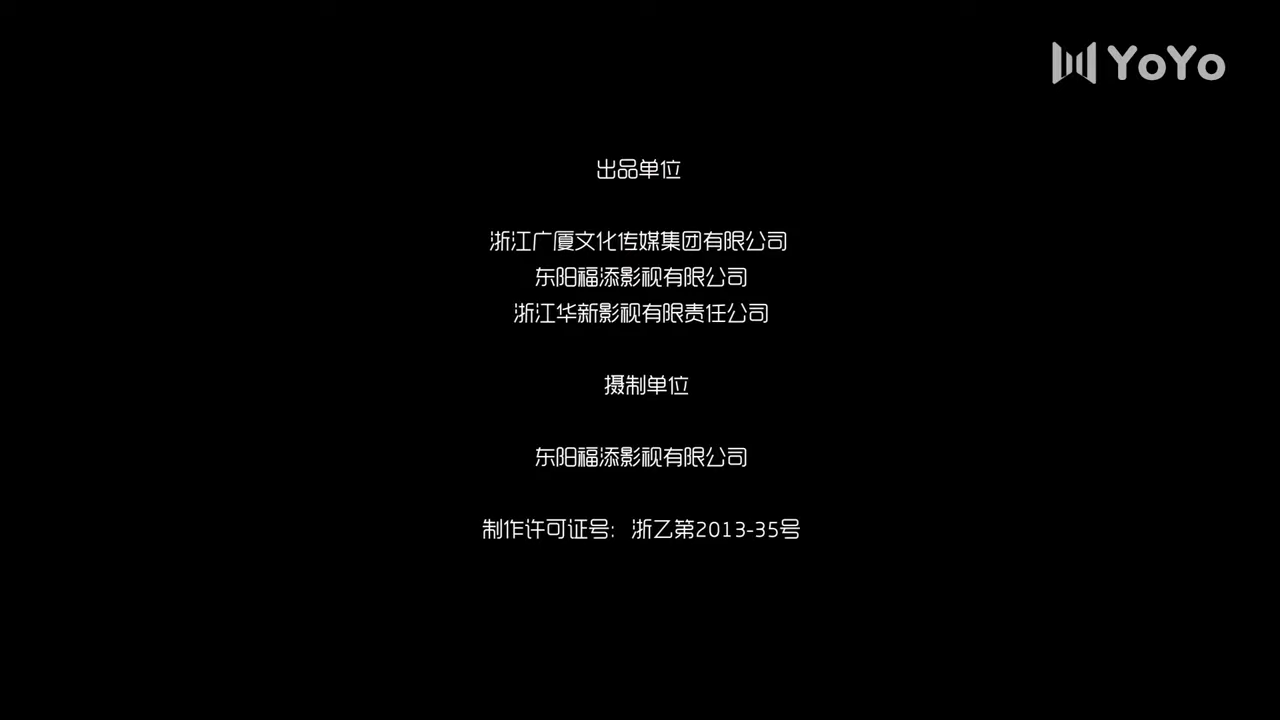 YoYo
出品单位
浙江广厦文化传媒集团有限公司
东阳福添影视有限公司
浙江华新影视有限责任公司
摄制单位
东阳福添影视有限公司
制作许可证号：浙乙第2013-35号